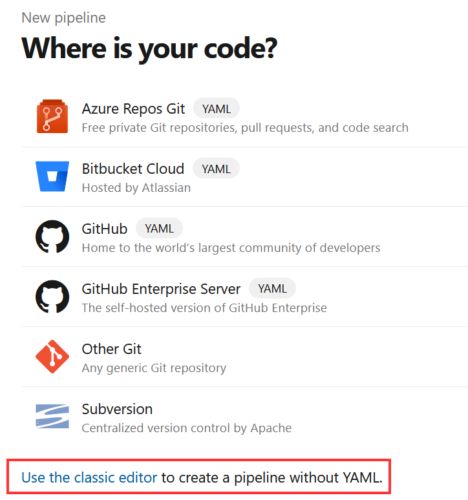 New pipeline
Where is your code?
Azure Repos Git YAML
Free private Git repositories, pull requests, and code search
Bitbucket Cloud YAML
Hosted by Atlassian
GitHub YAML
Home to the world's largest community of developers
GitHub Enterprise Server YAML
The self-hosted version of GitHub Enterprise
Other Git
Any generic Git repository
Subversion
Centralized version control by Apache
Use the classic editor to create a pipeline without YAML.